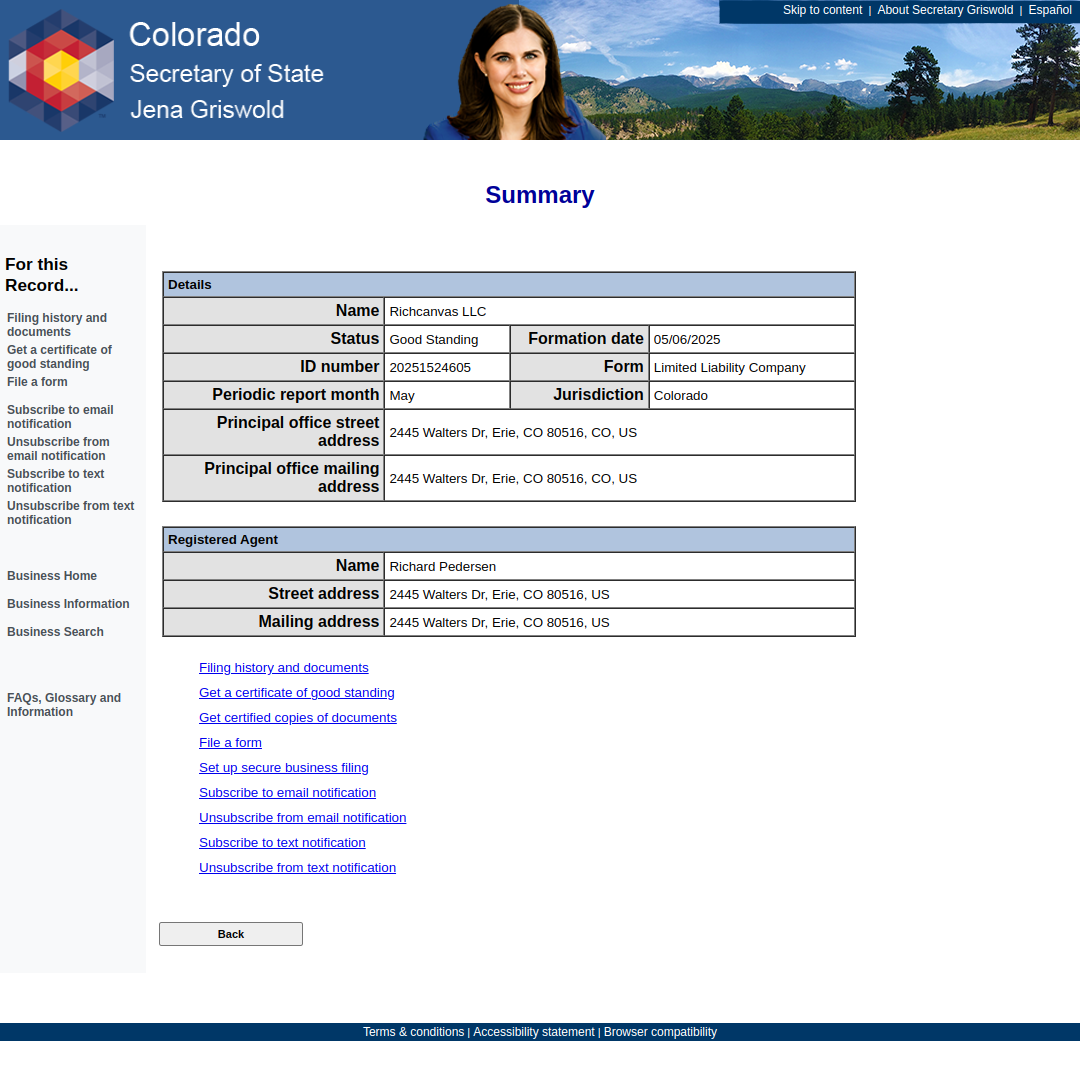 Skip to content | About Secretary Griswold | Español
Colorado
Secretary of State
Jena Griswold
Summary
For this
Record...
Filing history and
documents
Get a certificate of
good standing
File a form
Subscribe to email
notification
Unsubscribe from
email notification
Subscribe to text
notification
Unsubscribe from text
notification
Business Home
Business Information
Business Search
FAQs, Glossary and
Information
Details
Name Richcanvas LLC
Status Good Standing Formation date 05/06/2025
ID number 20251524605 Form Limited Liability Company
Periodic report month May Jurisdiction Colorado
Principal office street
address 2445 Walters Dr, Erie, CO 80516, CO, US
Principal office mailing
address 2445 Walters Dr, Erie, CO 80516, CO, US
Registered Agent
Name Richard Pedersen
Street address 2445 Walters Dr, Erie, CO 80516, US
Mailing address 2445 Walters Dr, Erie, CO 80516, US
Filing history and documents
Get a certificate of good standing
Get certified copies of documents
File a form
Set up secure business filing
Subscribe to email notification
Unsubscribe from email notification
Subscribe to text notification
Unsubscribe from text notification
Back
Terms & conditions | Accessibility statement | Browser compatibility